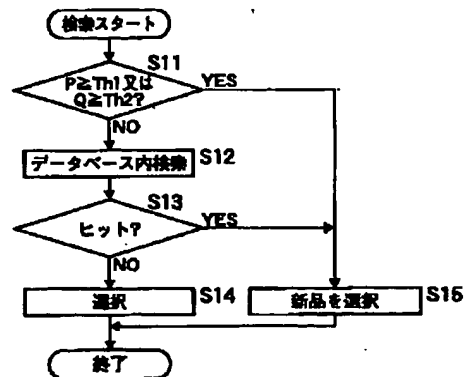 検索スタート
S11
P≧Th1又は
Q≧Th2?
YES
NO
データベース内検索
S12
S13
ヒット?
YES
NO
選択
S14
新品を選択
S15
終了